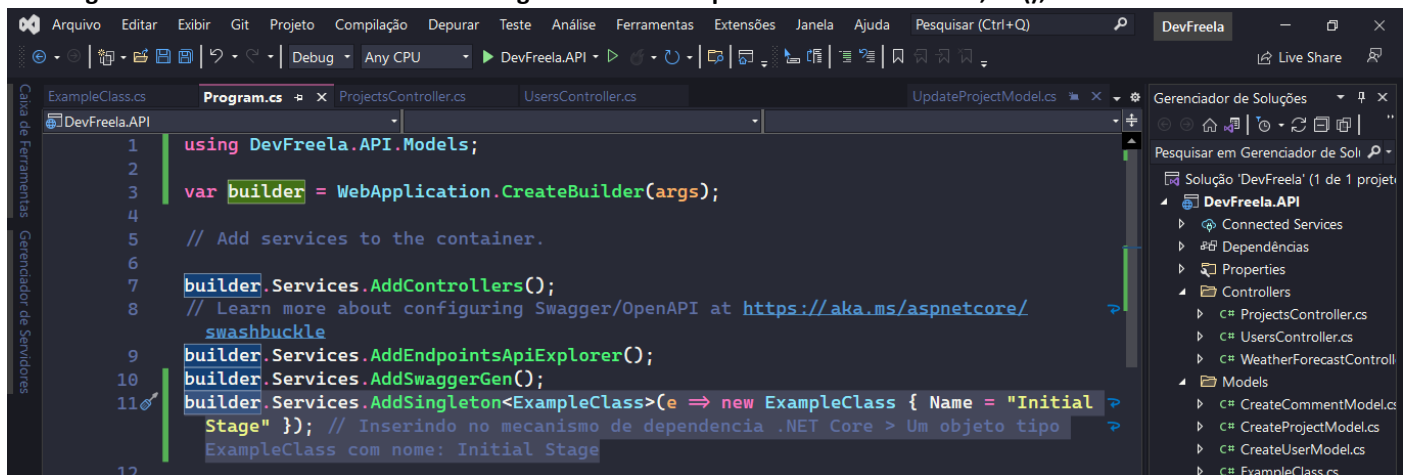 Arquivo Editar Exibir Git Projeto Compilação Depurar Teste Análise Ferramentas Extensões Janela Ajuda Pesquisar (Ctrl+Q) DevFreela
Debug Any CPU DevFreela.API Live Share
ExampleClass.cs Program.cs ProjectsController.cs UsersController.cs UpdateProjectModel.cs
DevFreela.API
Caixa de Ferramentas
Gerenciador de Servidores
1 using DevFreela.API.Models;
2
3 var builder = WebApplication.CreateBuilder(args);
4
5 // Add services to the container.
6
7 builder.Services.AddControllers();
8 // Learn more about configuring Swagger/OpenAPI at https://aka.ms/aspnetcore/
swashbuckle
9 builder.Services.AddEndpointsApiExplorer();
10 builder.Services.AddSwaggerGen();
11 builder.Services.AddSingleton<ExampleClass>(e => new ExampleClass { Name = "Initial
Stage" }); // Inserindo no mecanismo de dependencia .NET Core > Um objeto tipo
ExampleClass com nome: Initial Stage
12
Gerenciador de Soluções
Pesquisar em Gerenciador de Solu
Solução 'DevFreela' (1 de 1 projeto
DevFreela.API
Connected Services
Dependências
Properties
Controllers
C# ProjectsController.cs
C# UsersController.cs
C# WeatherForecastControll
Models
C# CreateCommentModel.cs
C# CreateProjectModel.cs
C# CreateUserModel.cs
C# ExampleClass.cs